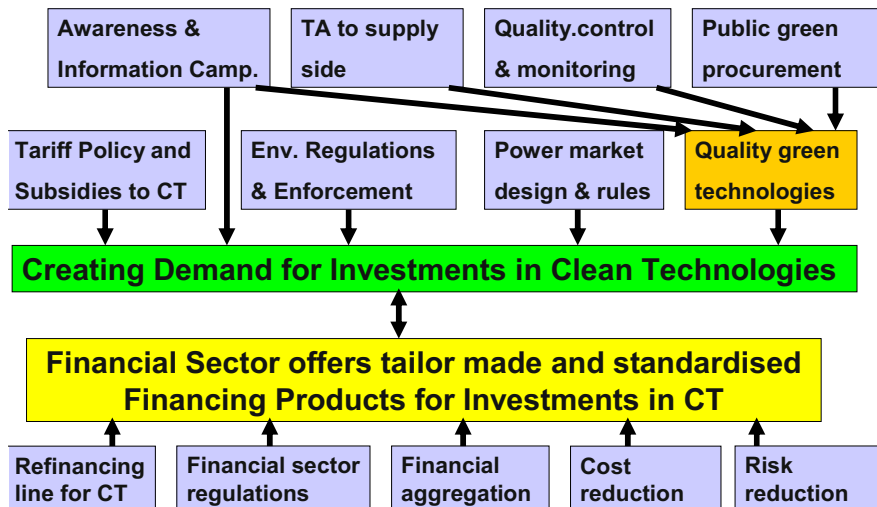 Awareness &
Information Camp.
TA to supply
side
Quality.control
& monitoring
Public green
procurement
Tariff Policy and
Subsidies to CT
Env. Regulations
& Enforcement
Power market
design & rules
Quality green
technologies
Creating Demand for Investments in Clean Technologies
Financial Sector offers tailor made and standardised
Financing Products for Investments in CT
Refinancing
line for CT
Financial sector
regulations
Financial
aggregation
Cost
reduction
Risk
reduction